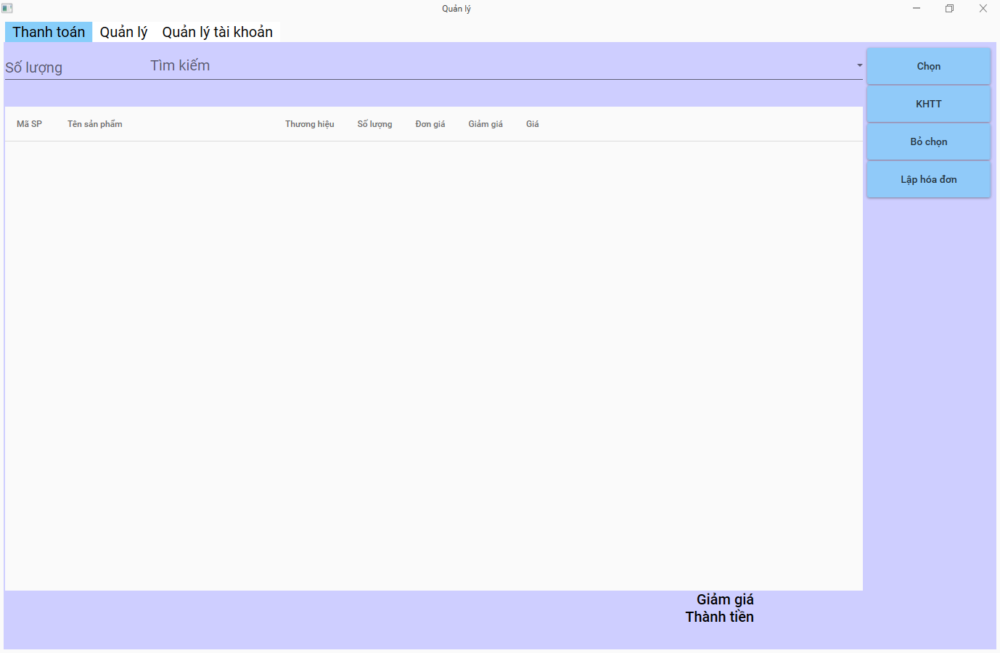 Quản lý
Thanh toán Quản lý Quản lý tài khoản
Số lượng Tìm kiếm
Chọn
KHTT
Bỏ chọn
Lập hóa đơn
Mã SP Tên sản phẩm Thương hiệu Số lượng Đơn giá Giảm giá Giá
Giảm giá
Thành tiền